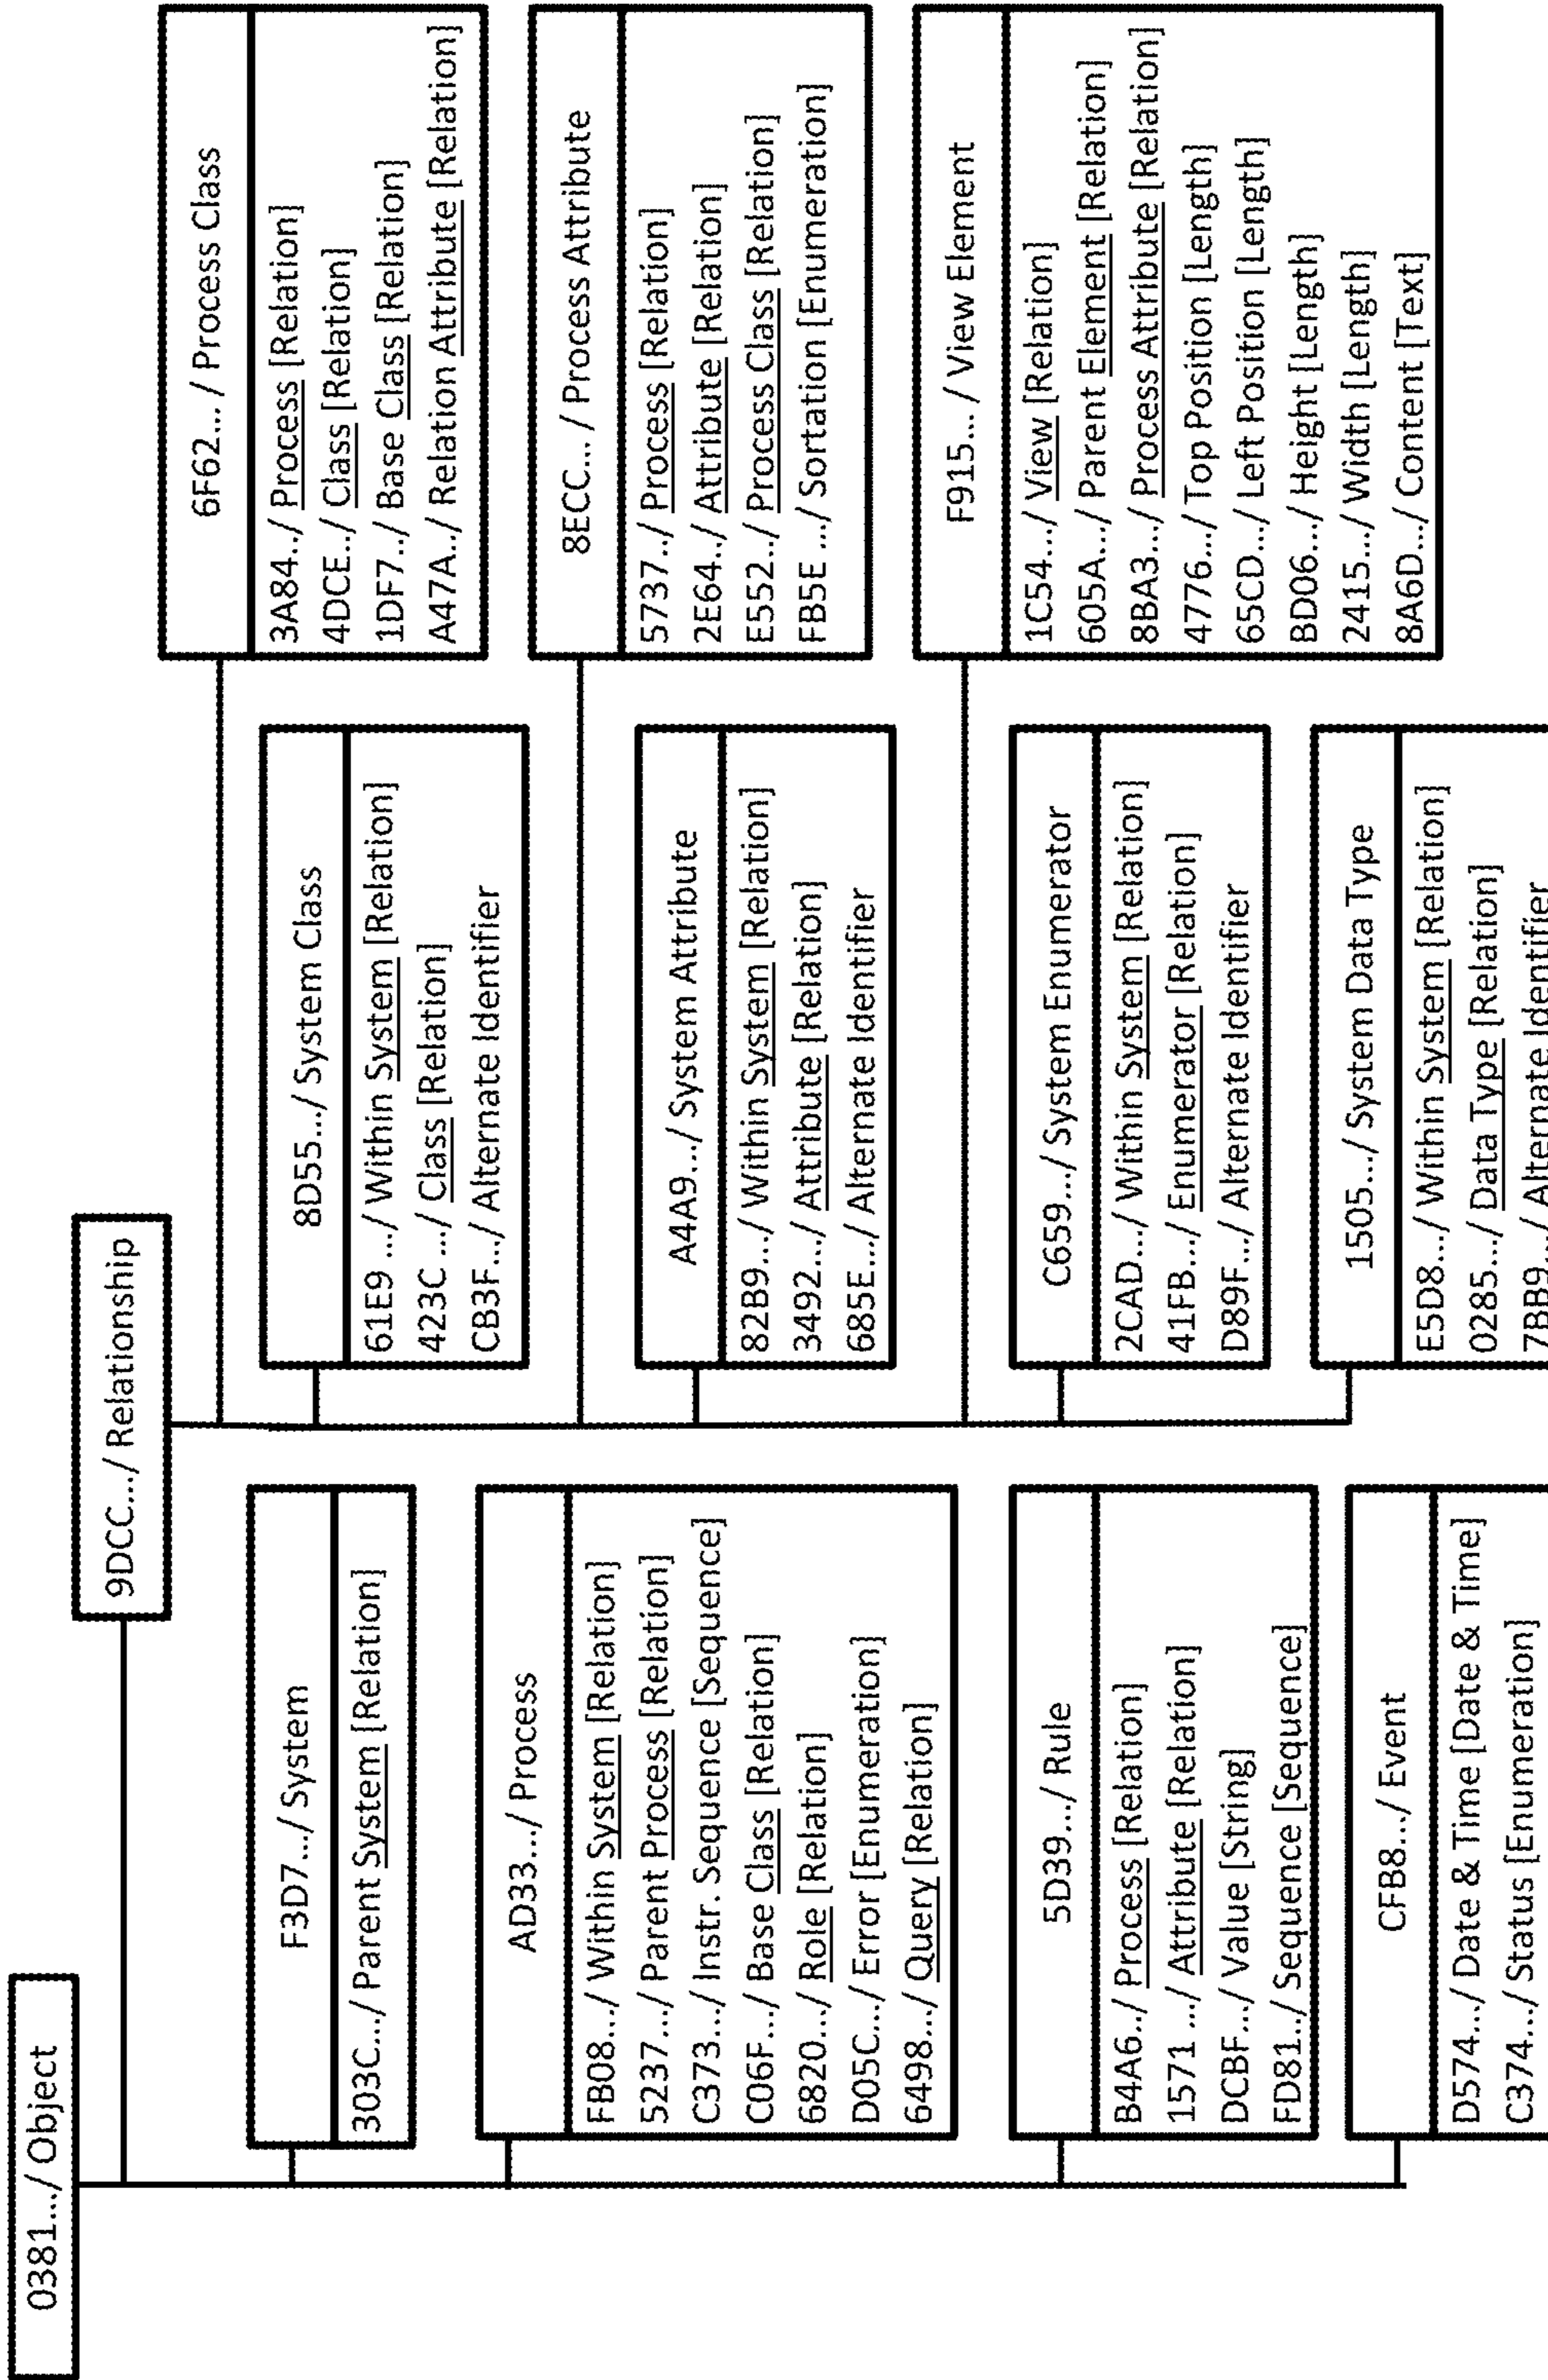 0381.../ Object
9DCC.../ Relationship
F3D7.../ System
303C.../ Parent System [Relation]
AD33.../ Process
FB08.../ Within System [Relation]
5237.../ Parent Process [Relation]
C373.../ Instr. Sequence [Sequence]
C06F.../ Base Class [Relation]
6820.../ Role [Relation]
D05C.../ Error [Enumeration]
6498.../ Query [Relation]
5D39.../ Rule
B4A6../ Process [Relation]
1571 .../ Attribute [Relation]
DCBF.../ Value [String]
FD81../ Sequence [Sequence]
CFB8.../ Event
D574.../ Date & Time [Date & Time]
C374.../ Status [Enumeration]
8D55.../ System Class
61E9 .../ Within System [Relation]
423C .../ Class [Relation]
CB3F.../ Alternate Identifier
A4A9.../ System Attribute
82B9.../ Within System [Relation]
3492.../ Attribute [Relation]
685E.../ Alternate Identifier
C659.../ System Enumerator
2CAD.../ Within System [Relation]
41FB.../ Enumerator [Relation]
D89F.../ Alternate Identifier
1505.../ System Data Type
E5D8.../ Within System [Relation]
0285.../ Data Type [Relation]
7BB9.../ Alternate Identifier
6F62... / Process Class
3A84../ Process [Relation]
4DCE../ Class [Relation]
1DF7../ Base Class [Relation]
A47A../ Relation Attribute [Relation]
8ECC... / Process Attribute
5737../ Process [Relation]
2E64../ Attribute [Relation]
E552../ Process Class [Relation]
FB5E .../ Sortation [Enumeration]
F915... / View Element
1C54.../ View [Relation]
605A.../ Parent Element [Relation]
8BA3.../ Process Attribute [Relation]
4776.../ Top Position [Length]
65CD.../ Left Position [Length]
BD06.../ Height [Length]
2415.../ Width [Length]
8A6D.../ Content [Text]